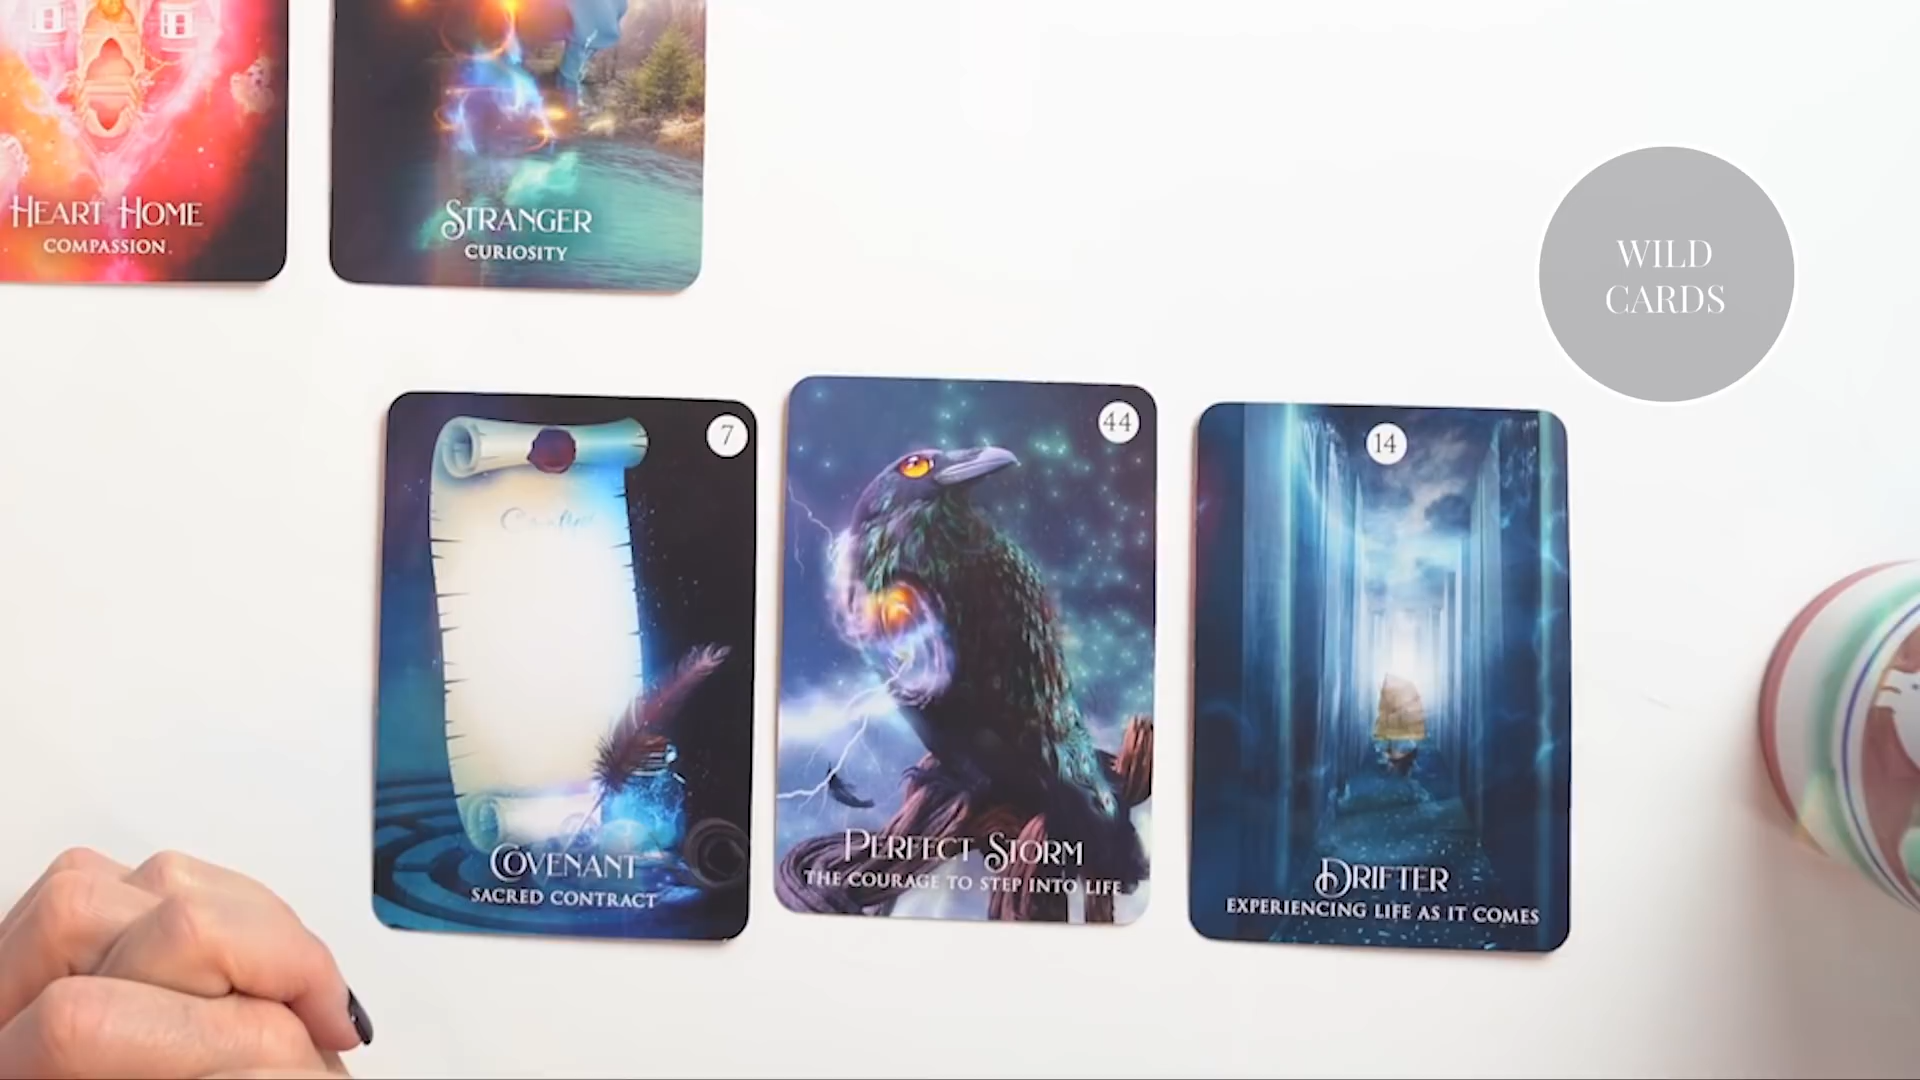 HEART HOME
COMPASSION
STRANGER
CURIOSITY
WILD
CARDS
7
COVENANT
SACRED CONTRACT
44
PERFECT STORM
THE COURAGE TO STEP INTO LIFE
14
DRIFTER
EXPERIENCING LIFE AS IT COMES